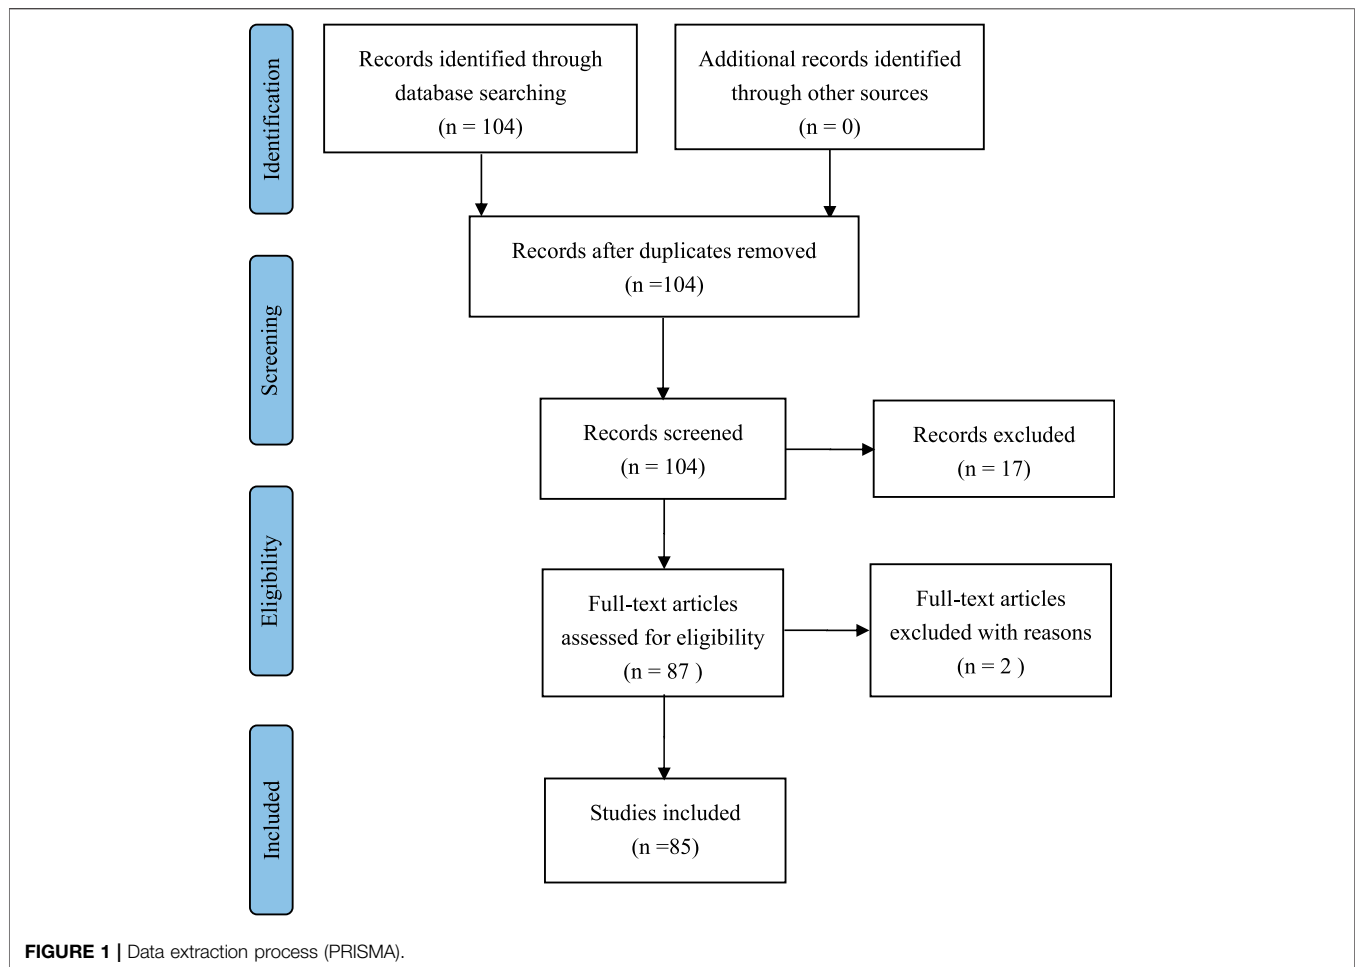 Identification
Records identified through
database searching
(n = 104)
Additional records identified
through other sources
(n = 0)
Records after duplicates removed
(n =104)
Screening
Records screened
(n = 104)
Records excluded
(n = 17)
Eligibility
Full-text articles
assessed for eligibility
(n = 87 )
Full-text articles
excluded with reasons
(n = 2 )
Included
Studies included
(n =85)
FIGURE 1 | Data extraction process (PRISMA).